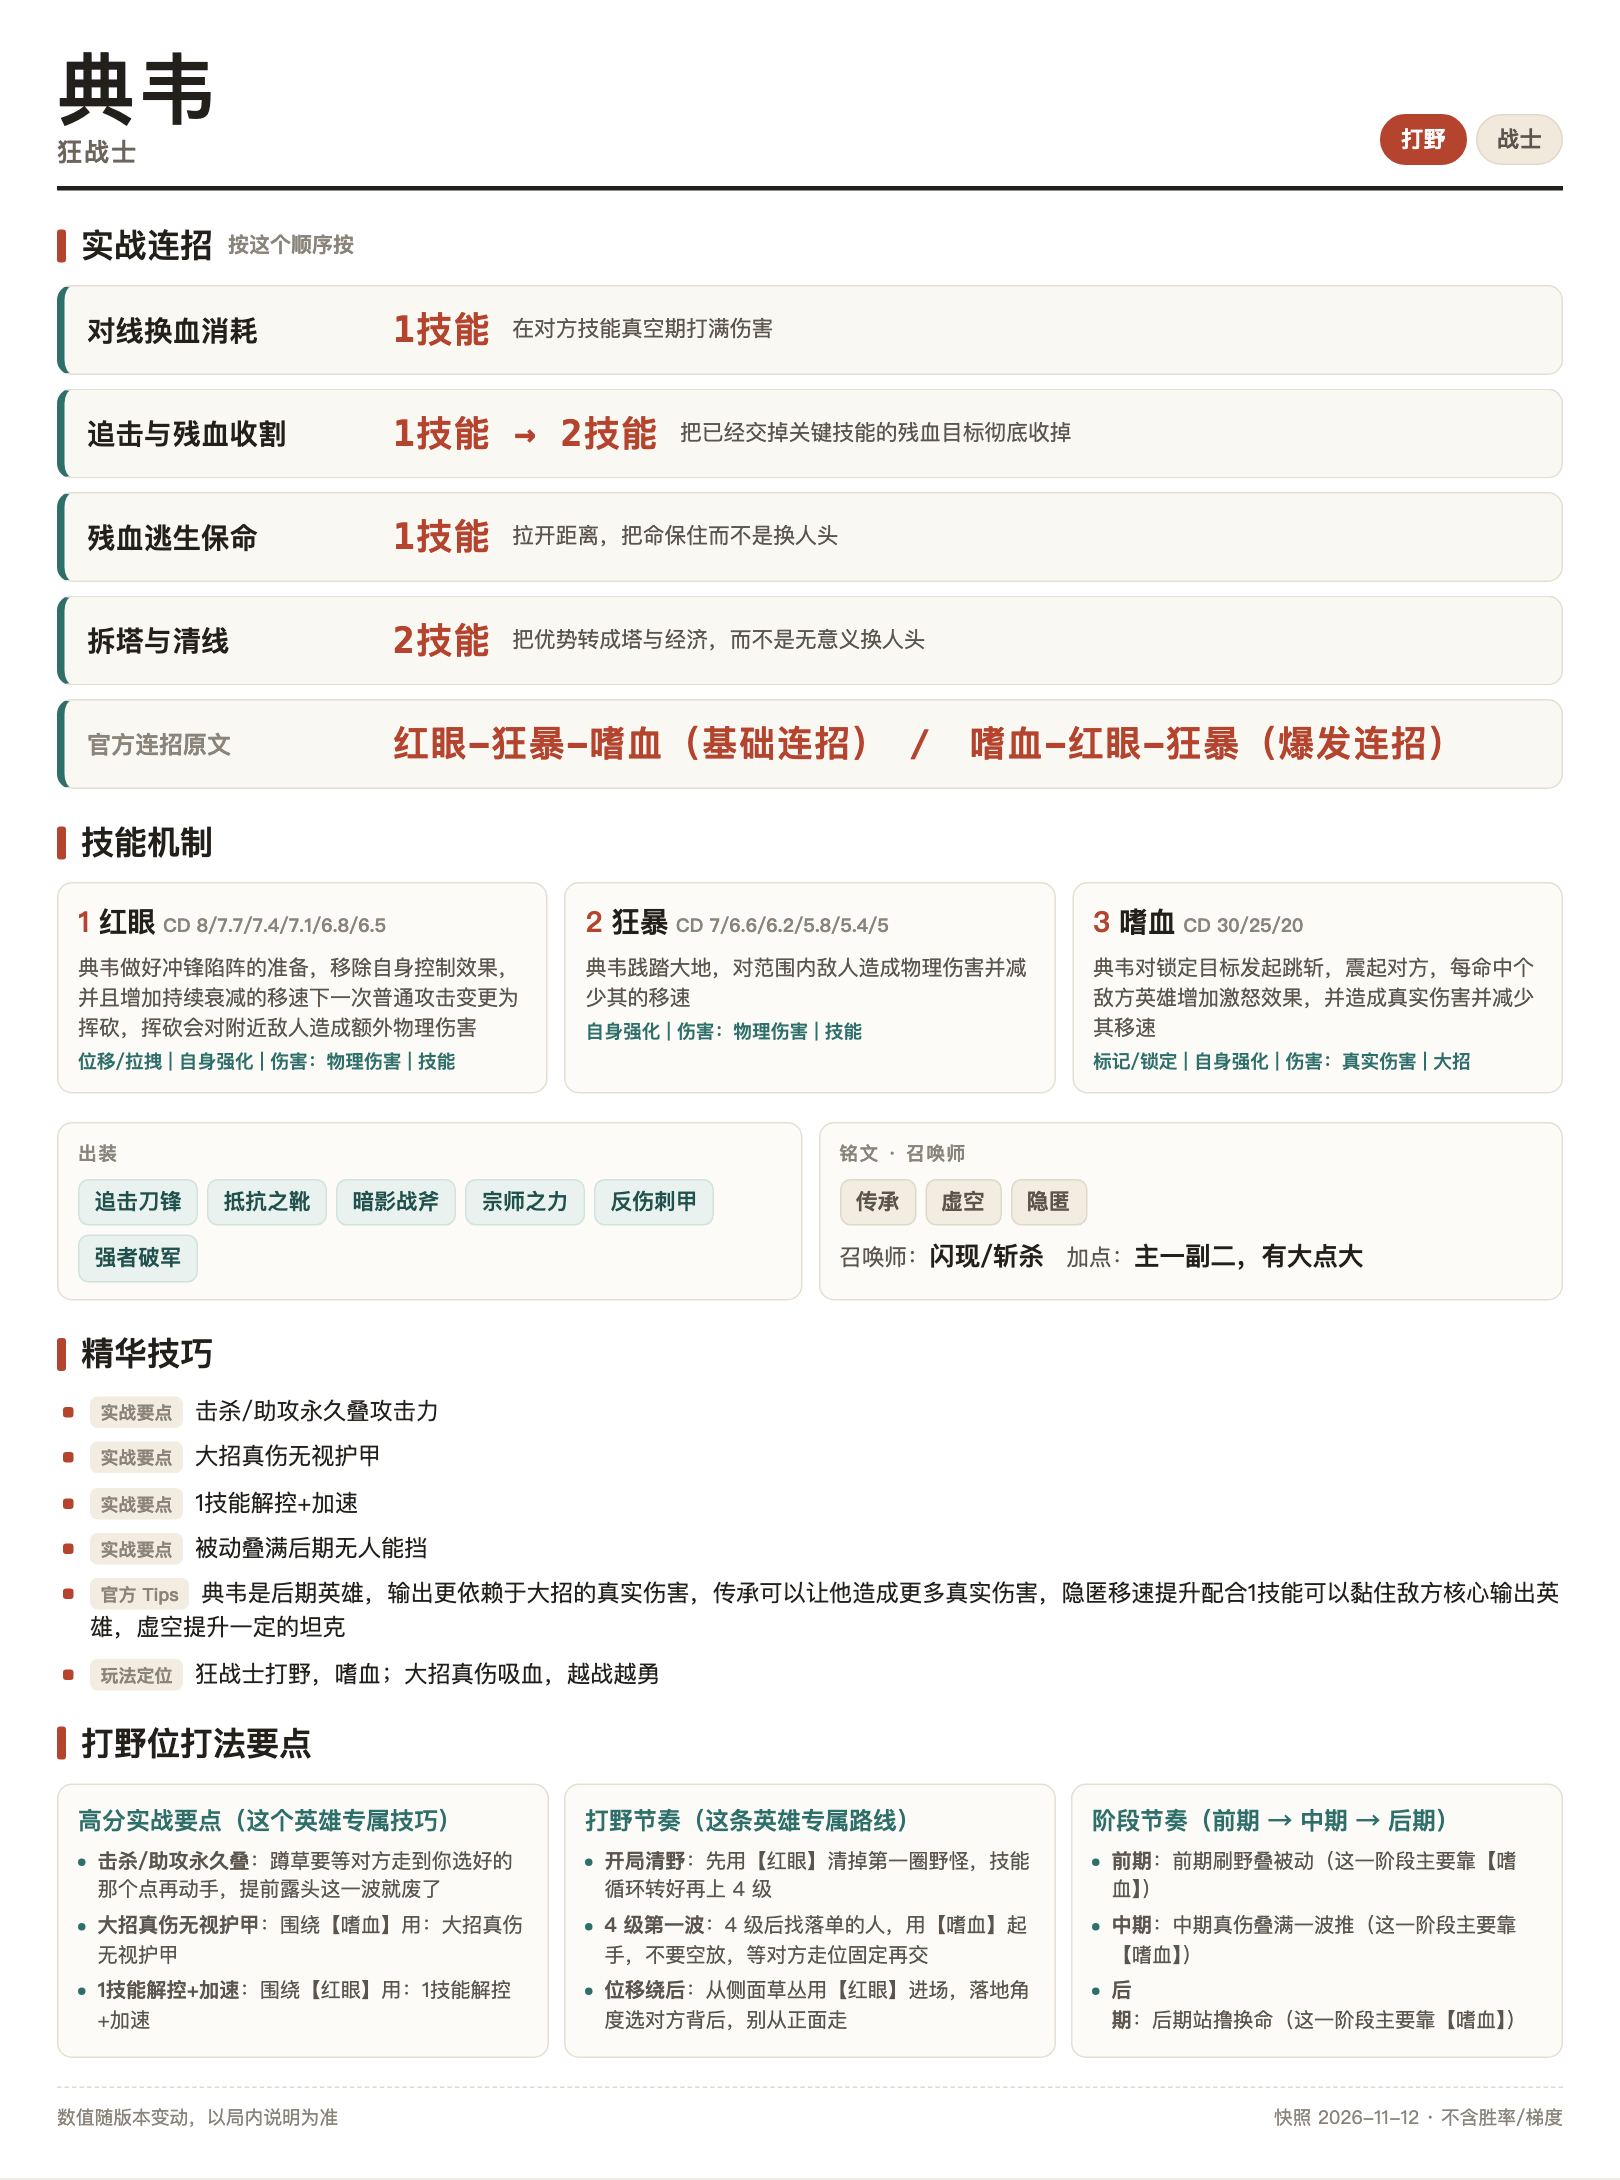 典韦
狂战士
打野 战士
实战连招 按这个顺序按
对线换血消耗 1技能 在对方技能真空期打满伤害
追击与残血收割 1技能 → 2技能 把已经交掉关键技能的残血目标彻底收掉
残血逃生保命 1技能 拉开距离，把命保住而不是换人头
拆塔与清线 2技能 把优势转成塔与经济，而不是无意义换人头
官方连招原文 红眼-狂暴-嗜血（基础连招） / 嗜血-红眼-狂暴（爆发连招）
技能机制
1 红眼 CD 8/7.7/7.4/7.1/6.8/6.5
典韦做好冲锋陷阵的准备，移除自身控制效果，
并且增加持续衰减的移速下一次普通攻击变更为
挥砍，挥砍会对附近敌人造成额外物理伤害
位移/拉拽 | 自身强化 | 伤害：物理伤害 | 技能
2 狂暴 CD 7/6.6/6.2/5.8/5.4/5
典韦践踏大地，对范围内敌人造成物理伤害并减
少其的移速
自身强化 | 伤害：物理伤害 | 技能
3 嗜血 CD 30/25/20
典韦对锁定目标发起跳斩，震起对方，每命中个
敌方英雄增加激怒效果，并造成真实伤害并减少
其移速
标记/锁定 | 自身强化 | 伤害：真实伤害 | 大招
出装
追击刀锋 抵抗之靴 暗影战斧 宗师之力 反伤刺甲
强者破军
铭文 · 召唤师
传承 虚空 隐匿
召唤师：闪现/斩杀 加点：主一副二，有大点大
精华技巧
实战要点 击杀/助攻永久叠攻击力
实战要点 大招真伤无视护甲
实战要点 1技能解控+加速
实战要点 被动叠满后期无人能挡
官方 Tips 典韦是后期英雄，输出更依赖于大招的真实伤害，传承可以让他造成更多真实伤害，隐匿移速提升配合1技能可以黏住敌方核心输出英
雄，虚空提升一定的坦克
玩法定位 狂战士打野，嗜血；大招真伤吸血，越战越勇
打野位打法要点
高分实战要点（这个英雄专属技巧）
击杀/助攻永久叠：蹲草要等对方走到你选好的
那个点再动手，提前露头这一波就废了
大招真伤无视护甲：围绕【嗜血】用：大招真伤
无视护甲
1技能解控+加速：围绕【红眼】用：1技能解控
+加速
打野节奏（这条英雄专属路线）
开局清野：先用【红眼】清掉第一圈野怪，技能
循环转好再上 4 级
4 级第一波：4 级后找落单的人，用【嗜血】起
手，不要空放，等对方走位固定再交
位移绕后：从侧面草丛用【红眼】进场，落地角
度选对方背后，别从正面走
阶段节奏（前期 → 中期 → 后期）
前期：前期刷野叠被动（这一阶段主要靠【嗜
血】）
中期：中期真伤叠满一波推（这一阶段主要靠
【嗜血】）
后
期：后期站撸换命（这一阶段主要靠【嗜血】）
数值随版本变动，以局内说明为准
快照 2026-11-12 · 不含胜率/梯度